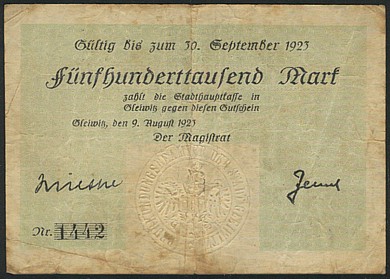 Gültig bis zum 30. September 1923
Fünfhunderttausend Mark
zahlt die Stadthauptkasse in
Gleiwitz gegen diesen Gutschein
Gleiwitz, den 9. August 1923
Der Magistrat
Nr. 1442